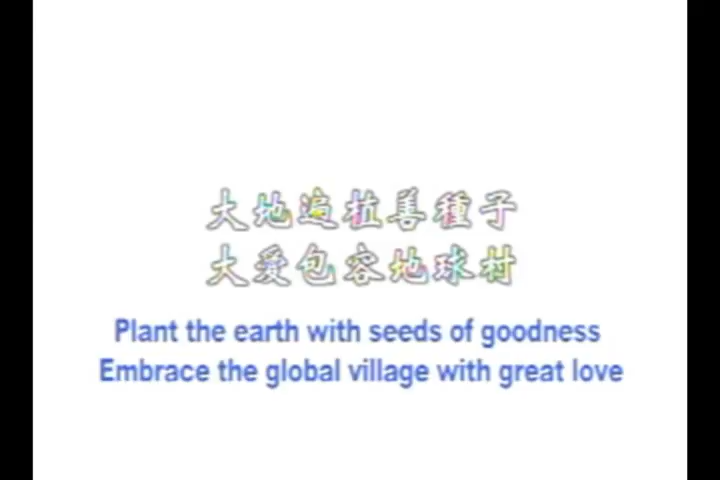 大地遍植善種子
大愛包容地球村
Plant the earth with seeds of goodness
Embrace the global village with great love